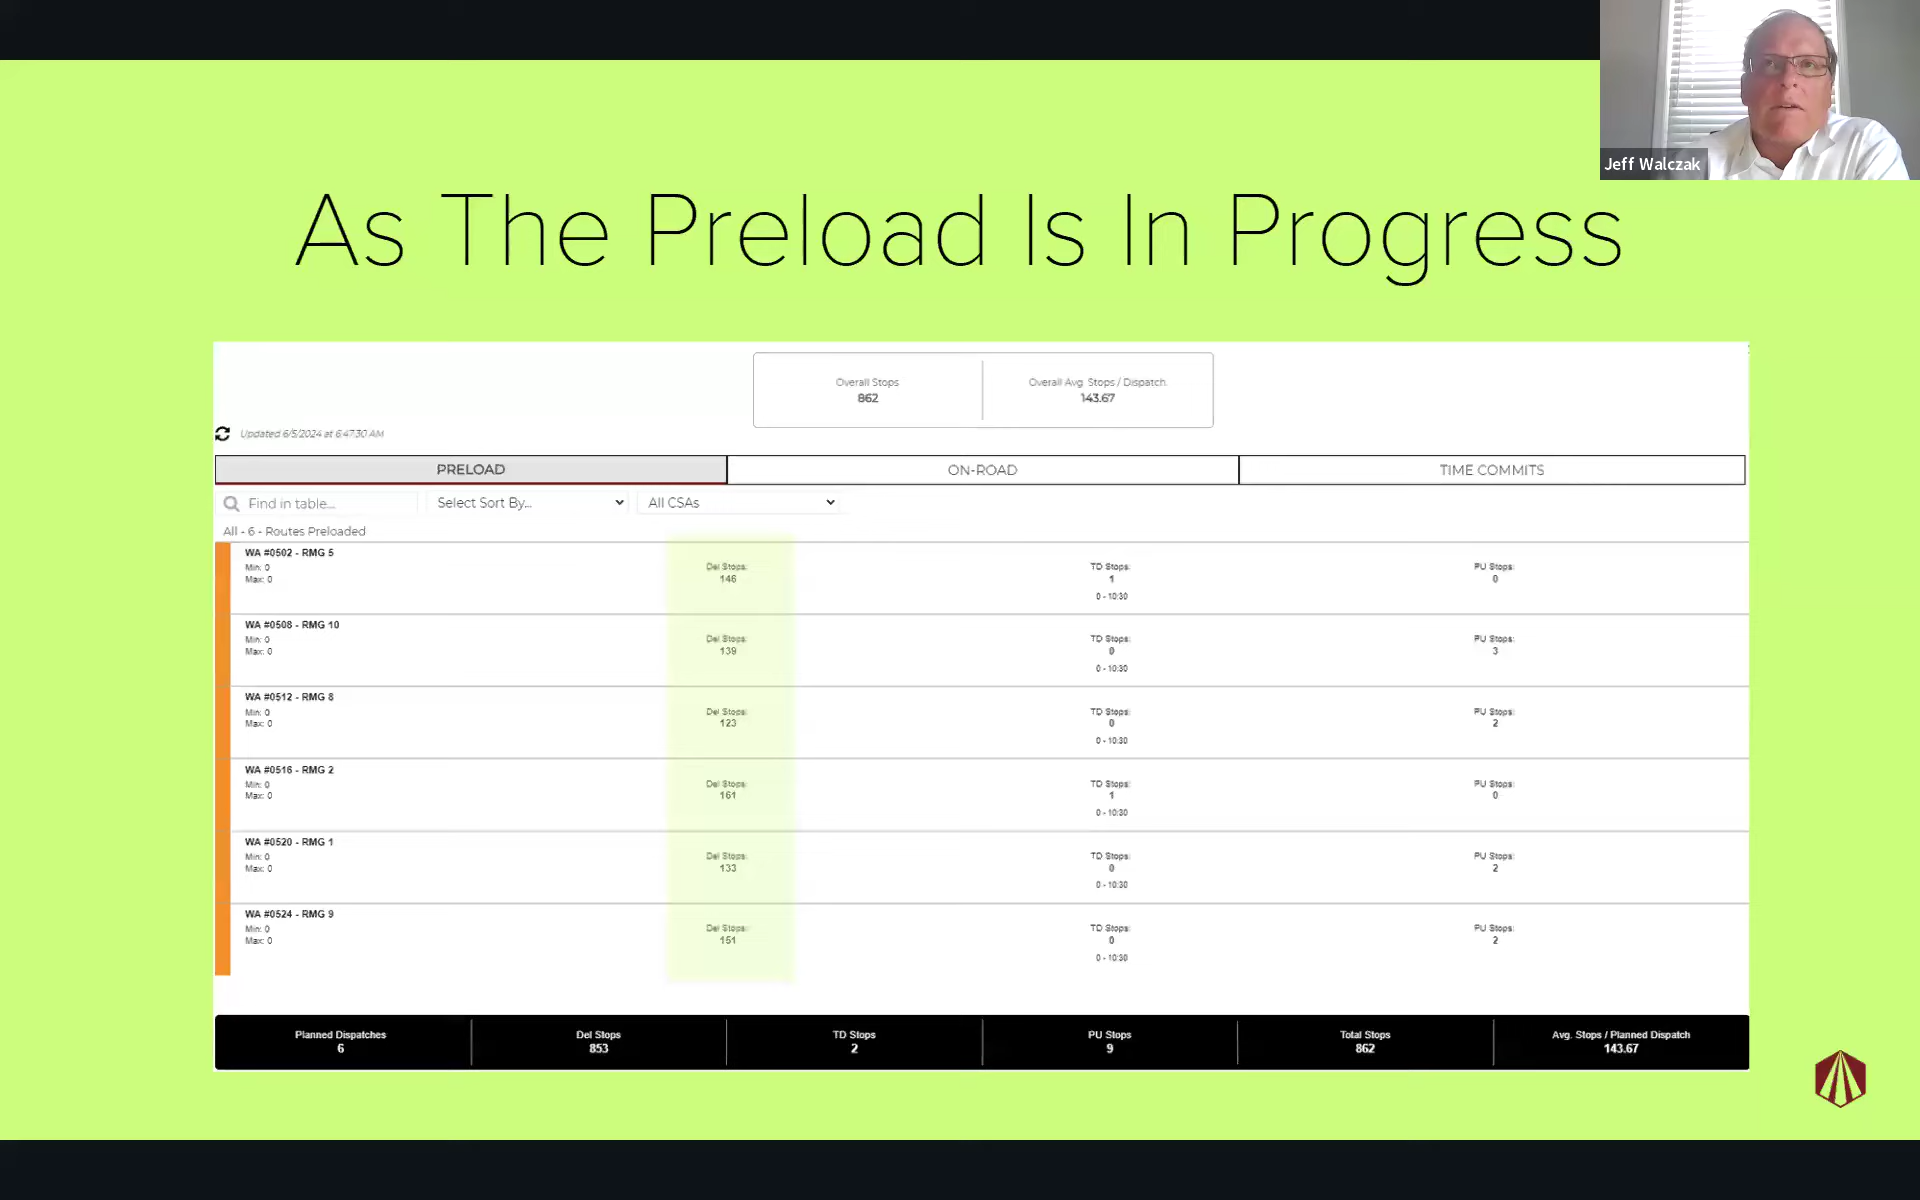 Jeff Walczak
As The Preload Is In Progress
Overall Stops
862
Overall Avg. Stops / Dispatch
143.67
Updated 6/5/2024 at 6:47:30 AM
PRELOAD
ON-ROAD
TIME COMMITS
Find in table...
Select Sort By...
All CSAs
All - 6 - Routes Preloaded
WA #0502 - RMG 5
Min: 0
Max: 0
Del Stops:
146
TD Stops:
1
0 - 10:30
PU Stops:
0
WA #0508 - RMG 10
Min: 0
Max: 0
Del Stops:
139
TD Stops:
0
0 - 10:30
PU Stops:
3
WA #0512 - RMG 8
Min: 0
Max: 0
Del Stops:
123
TD Stops:
0
0 - 10:30
PU Stops:
2
WA #0516 - RMG 2
Min: 0
Max: 0
Del Stops:
161
TD Stops:
1
0 - 10:30
PU Stops:
0
WA #0520 - RMG 1
Min: 0
Max: 0
Del Stops:
133
TD Stops:
0
0 - 10:30
PU Stops:
2
WA #0524 - RMG 9
Min: 0
Max: 0
Del Stops:
151
TD Stops:
0
0 - 10:30
PU Stops:
2
Planned Dispatches
6
Del Stops
853
TD Stops
2
PU Stops
9
Total Stops
862
Avg. Stops / Planned Dispatch
143.67